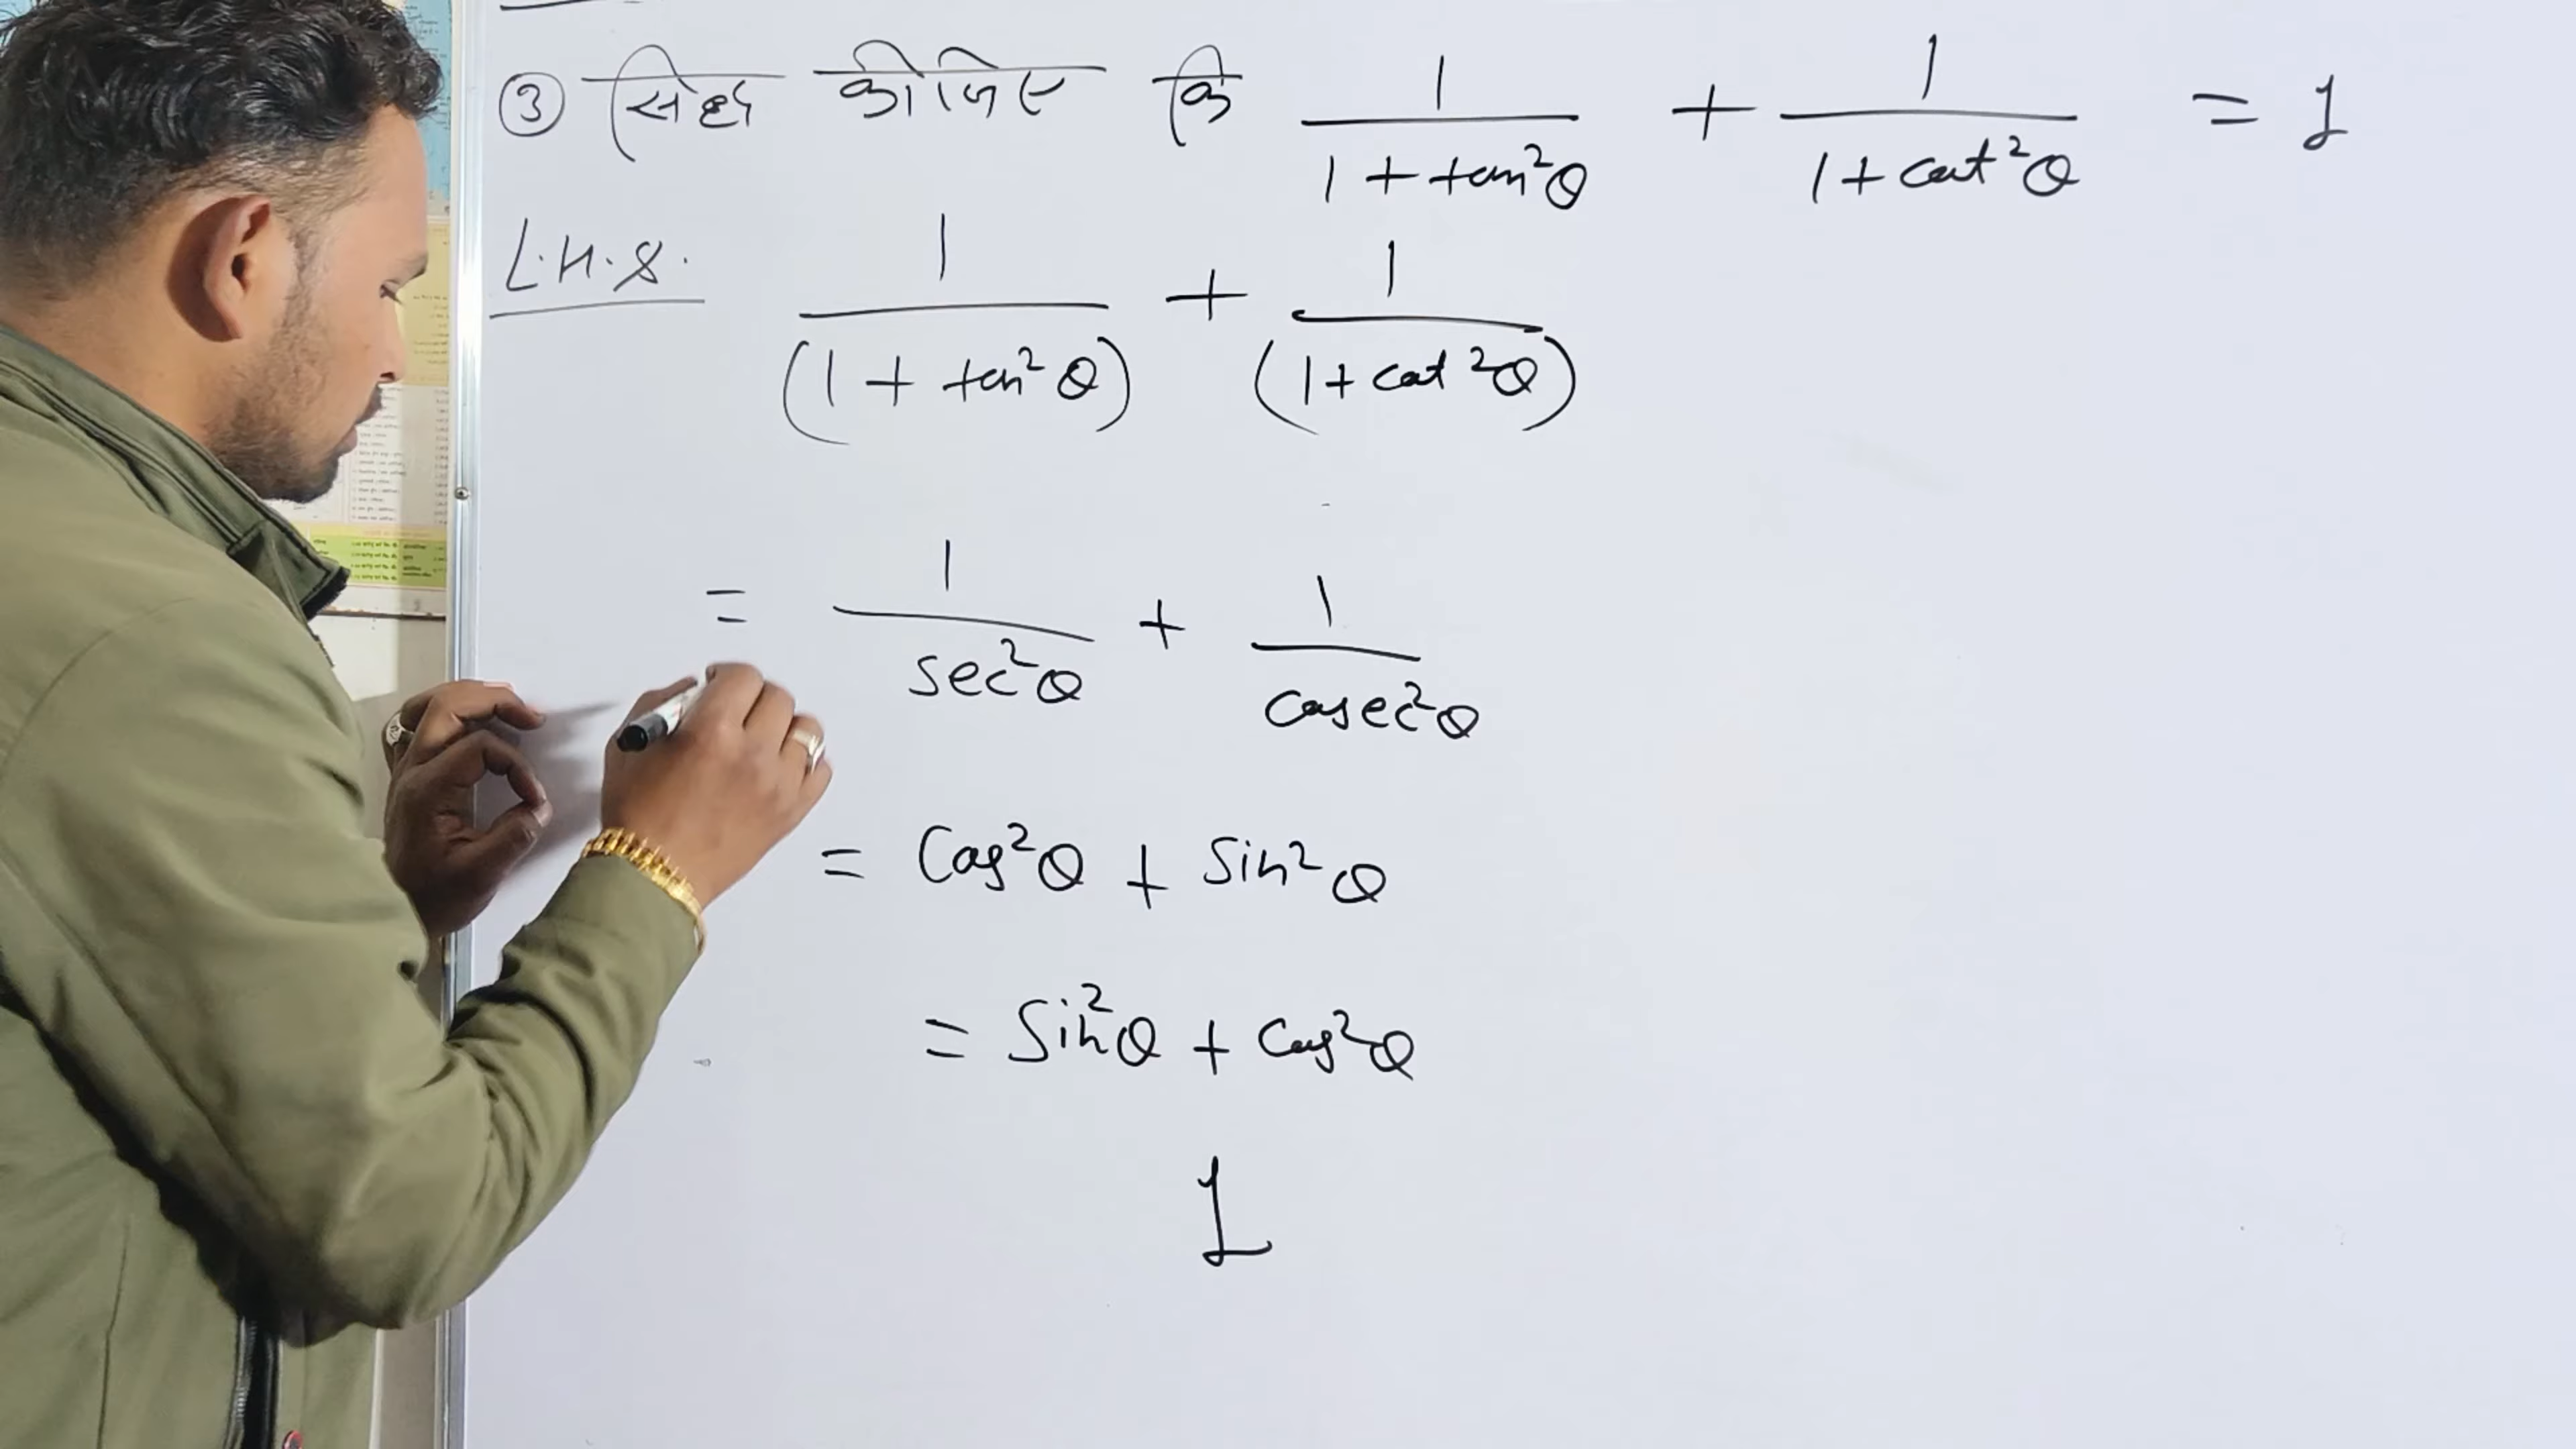 ③ सिद्ध कीजिए कि 1/(1 + tan²θ) + 1/(1 + cot²θ) = 1
L.H.S. 1/(1 + tan²θ) + 1/(1 + cot²θ)
= 1/sec²θ + 1/cosec²θ
= Cos²θ + Sin²θ
= Sin²θ + Cos²θ
1